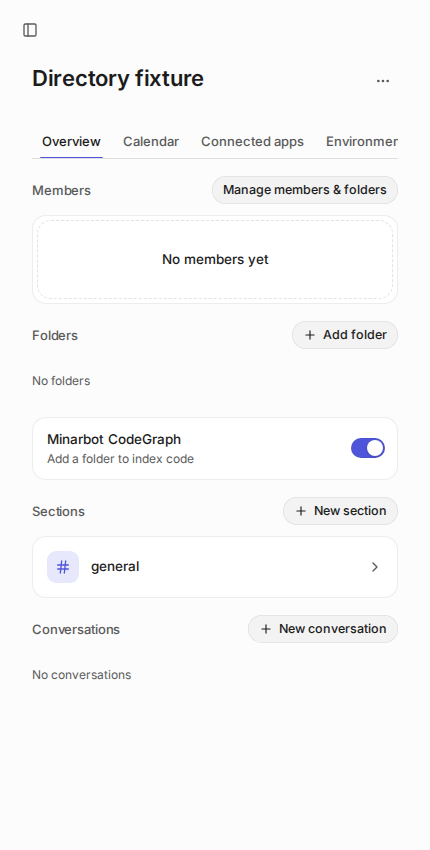 Directory fixture
Overview
Calendar
Connected apps
Environmer
Members
Manage members & folders
No members yet
Folders
Add folder
No folders
Minarbot CodeGraph
Add a folder to index code
Sections
New section
general
Conversations
New conversation
No conversations